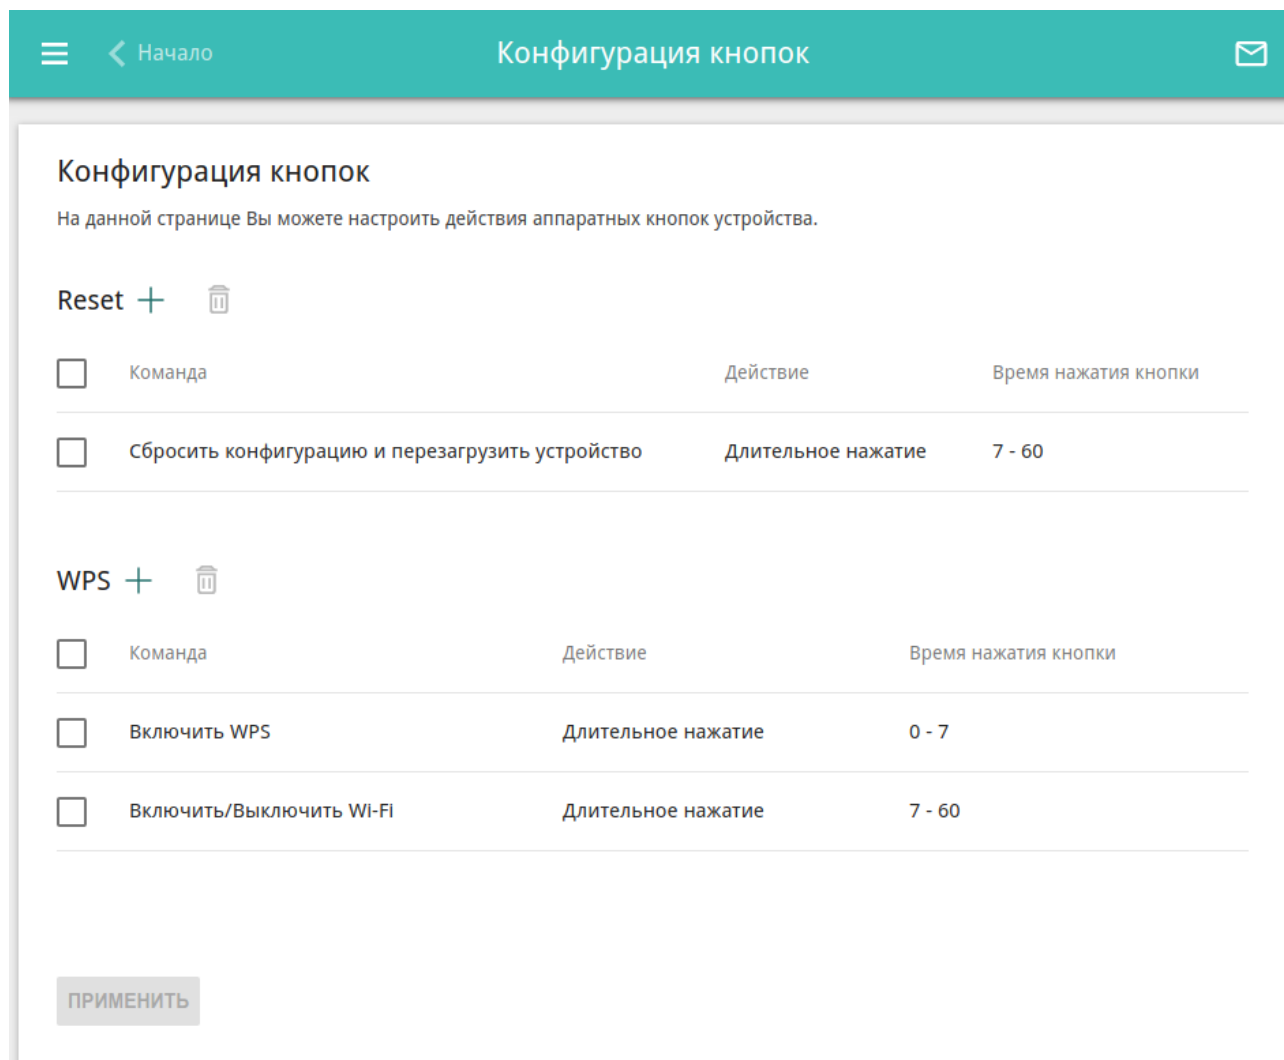 Начало
Конфигурация кнопок
Конфигурация кнопок
На данной странице Вы можете настроить действия аппаратных кнопок устройства.
Reset
Команда Действие Время нажатия кнопки
Сбросить конфигурацию и перезагрузить устройство Длительное нажатие 7 - 60
WPS
Команда Действие Время нажатия кнопки
Включить WPS Длительное нажатие 0 - 7
Включить/Выключить Wi-Fi Длительное нажатие 7 - 60
ПРИМЕНИТЬ